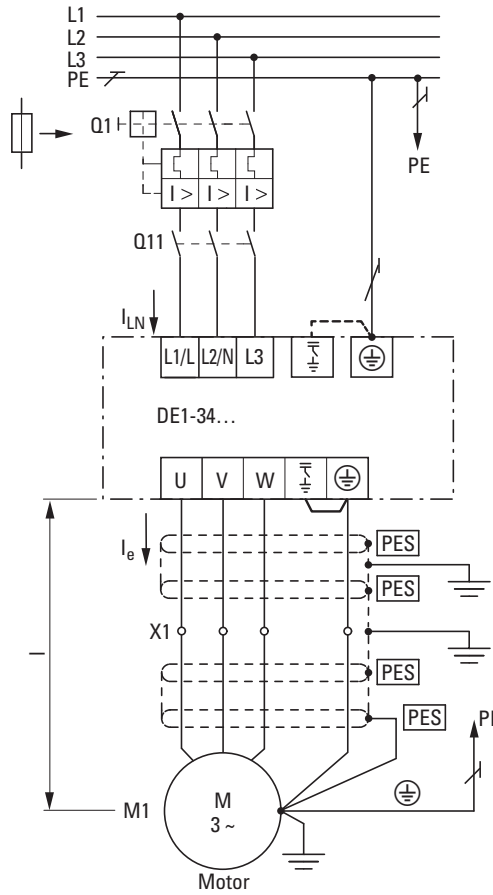 L1
L2
L3
PE
Q1
PE
I > I > I >
Q11
I_LN
L1/L L2/N L3
DE1-34…
U V W
I_e
PES
PES
X1
l
PES
PES
M1
M
3 ~
Motor